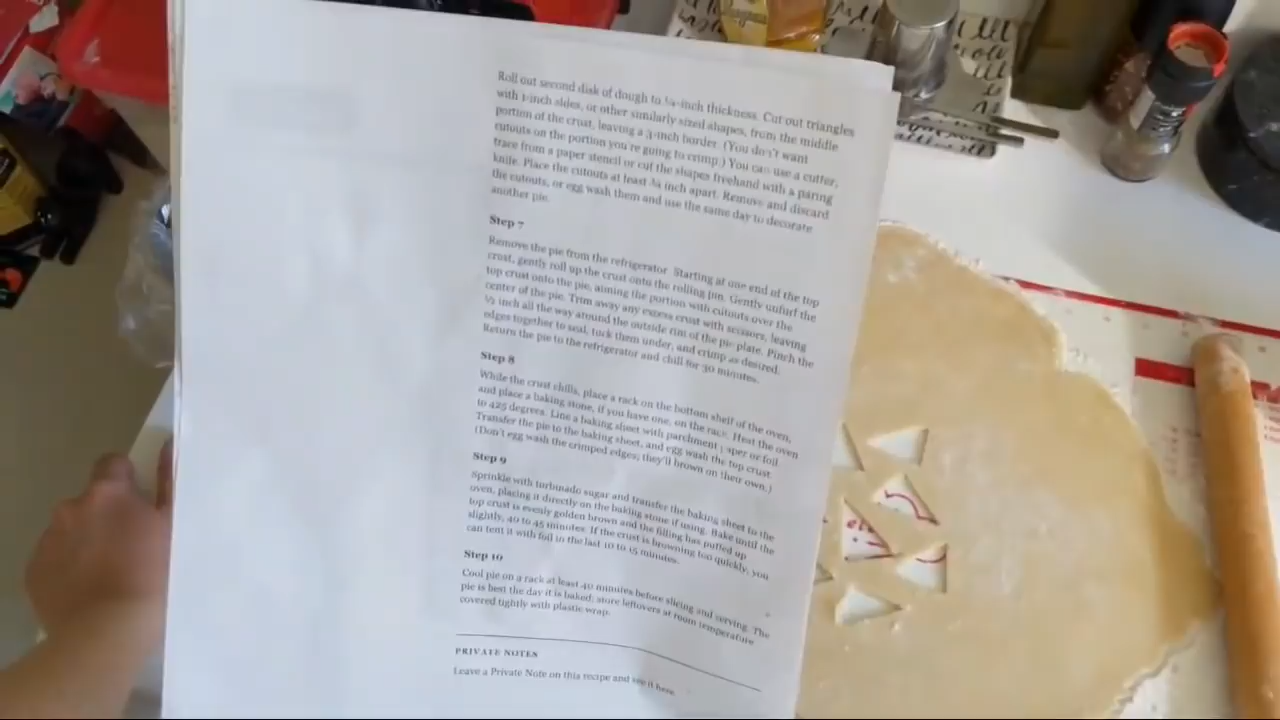 Roll out second disk of dough to ¼-inch thickness. Cut out triangles
with 1-inch sides, or other similarly sized shapes, from the middle
portion of the crust, leaving a 3-inch border. (You don't want
cutouts on the portion you're going to crimp.) You can use a cutter,
trace from a paper stencil or cut the shapes freehand with a paring
knife. Place the cutouts at least ¾ inch apart. Remove and discard
the cutouts, or egg wash them and use the same day to decorate
another pie.
Step 7
Remove the pie from the refrigerator. Starting at one end of the top
crust, gently roll up the crust onto the rolling pin. Gently unfurl the
top crust onto the pie, aiming the portion with cutouts over the
center of the pie. Trim away any excess crust with scissors, leaving
½ inch all the way around the outside rim of the pie plate. Pinch the
edges together to seal, tuck them under, and crimp as desired.
Return the pie to the refrigerator and chill for 30 minutes.
Step 8
While the crust chills, place a rack on the bottom shelf of the oven,
and place a baking stone, if you have one, on the rack. Heat the oven
to 425 degrees. Line a baking sheet with parchment paper or foil.
Transfer the pie to the baking sheet, and egg wash the top crust.
(Don't egg wash the crimped edges; they'll brown on their own.)
Step 9
Sprinkle with turbinado sugar and transfer the baking sheet to the
oven, placing it directly on the baking stone if using. Bake until the
top crust is evenly golden brown and the filling has puffed up
slightly, 40 to 45 minutes. If the crust is browning too quickly, you
can tent it with foil in the last 10 to 15 minutes.
Step 10
Cool pie on a rack at least 40 minutes before slicing and serving. The
pie is best the day it is baked; store leftovers at room temperature
covered tightly with plastic wrap.
PRIVATE NOTES
Leave a Private Note on this recipe and see it here.